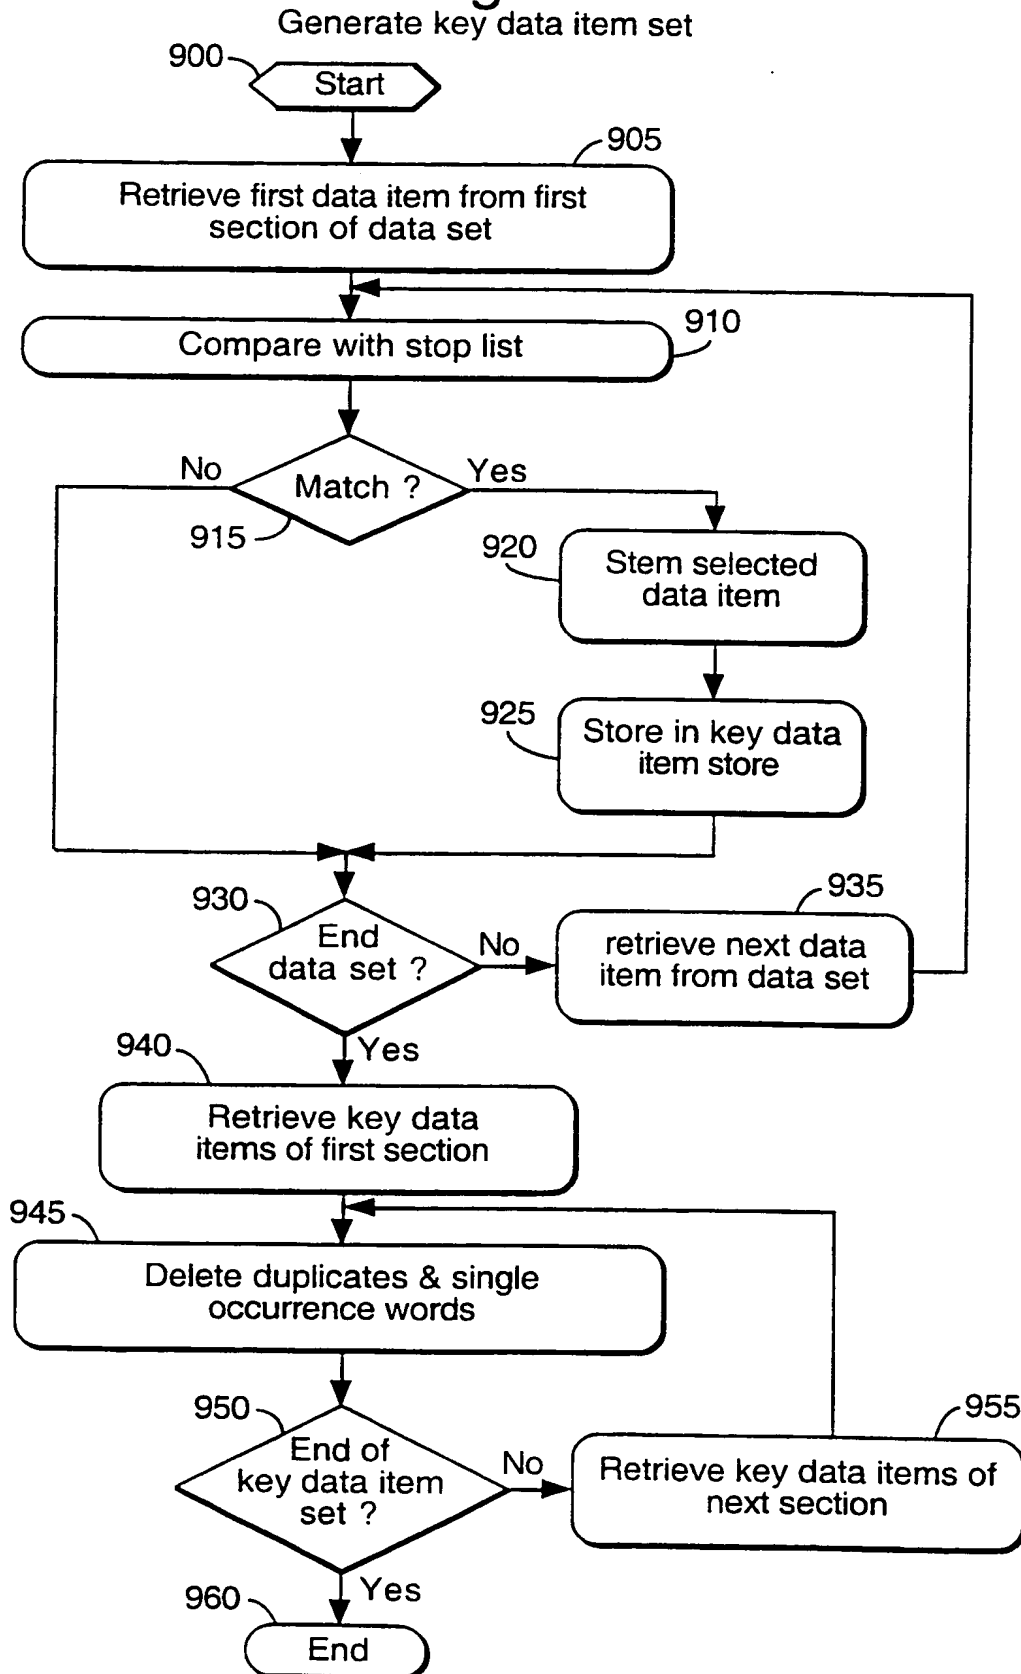 Generate key data item set
900
Start
905
Retrieve first data item from first
section of data set
910
Compare with stop list
No
Match ?
Yes
915
920
Stem selected
data item
925
Store in key data
item store
930
End
data set ?
No
935
retrieve next data
item from data set
Yes
940
Retrieve key data
items of first section
945
Delete duplicates & single
occurrence words
950
End of
key data item
set ?
No
955
Retrieve key data items of
next section
Yes
960
End